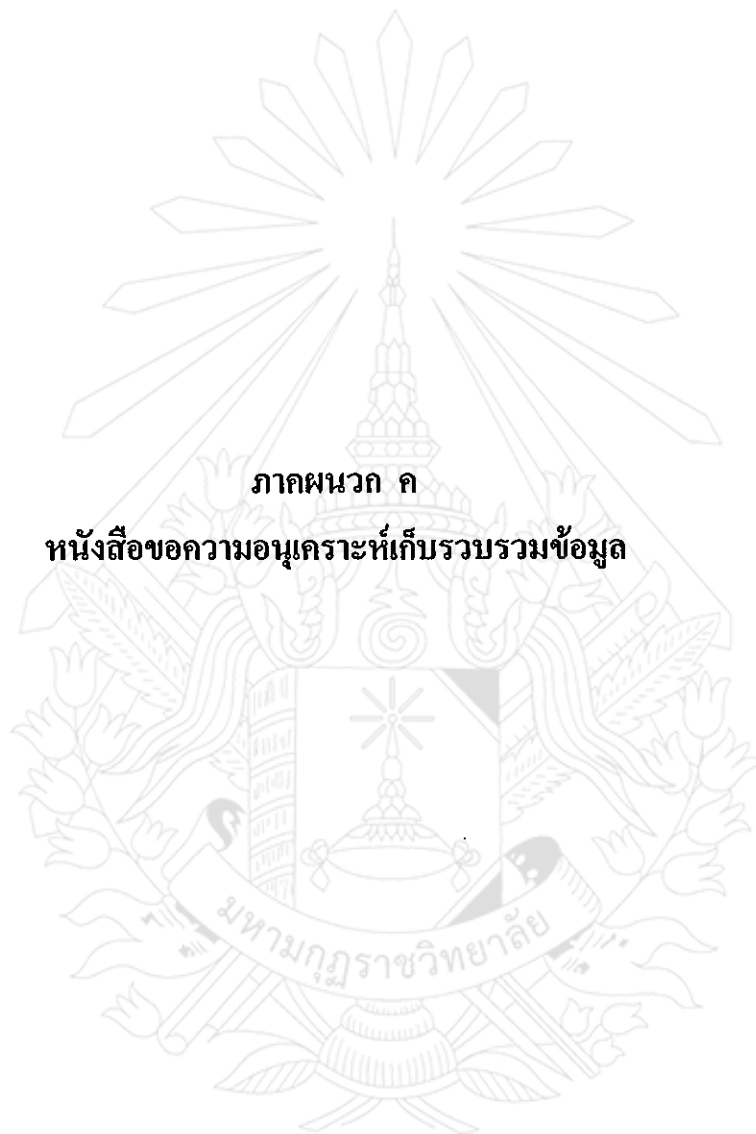 ภาคผนวก ค
หนังสือขอความอนุเคราะห์เก็บรวบรวมข้อมูล
มหามกุฏราชวิทยาลัย